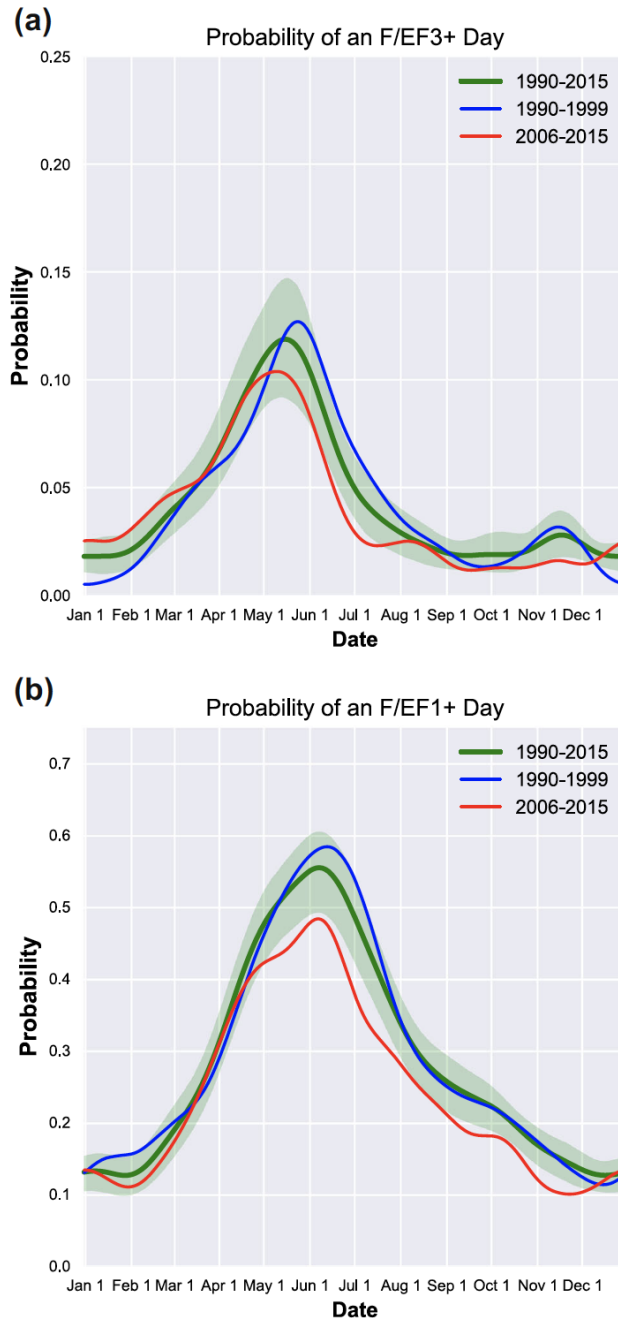 (a)
Probability of an F/EF3+ Day
0.25
1990-2015
1990-1999
2006-2015
0.20
0.15
Probability
0.10
0.05
0.00
Jan 1 Feb 1 Mar 1 Apr 1 May 1 Jun 1 Jul 1 Aug 1 Sep 1 Oct 1 Nov 1 Dec 1
Date
(b)
Probability of an F/EF1+ Day
1990-2015
0.7
1990-1999
2006-2015
0.6
0.5
0.4
Probability
0.3
0.2
0.1
0.0
Jan 1 Feb 1 Mar 1 Apr 1 May 1 Jun 1 Jul 1 Aug 1 Sep 1 Oct 1 Nov 1 Dec 1
Date